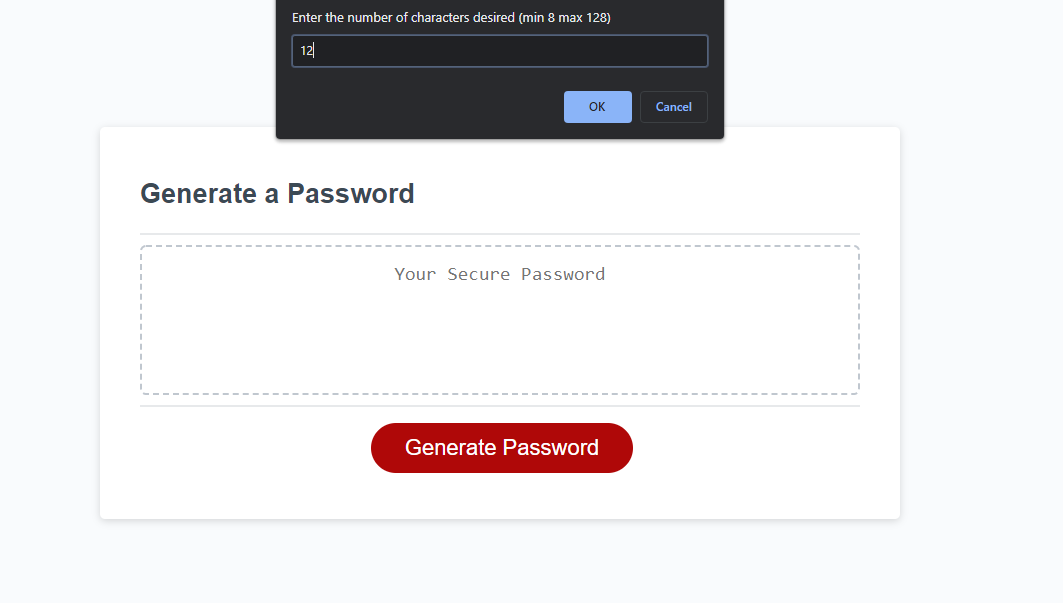 Enter the number of characters desired (min 8 max 128)
12
OK Cancel
Generate a Password
Your Secure Password
Generate Password